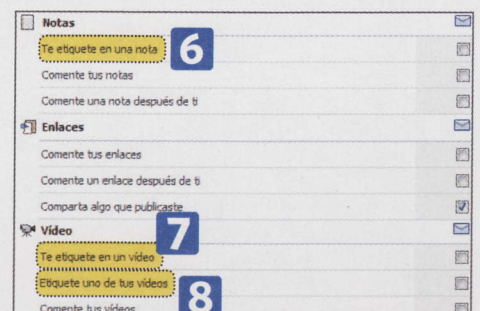 Notas
Te etiquete en una nota 6
Comente tus notas
Comente una nota después de ti
Enlaces
Comente tus enlaces
Comente un enlace después de ti
Comparta algo que publicaste
7
Vídeo
Te etiquete en un vídeo
Etiquete uno de tus vídeos
8
Comente tus vídeos